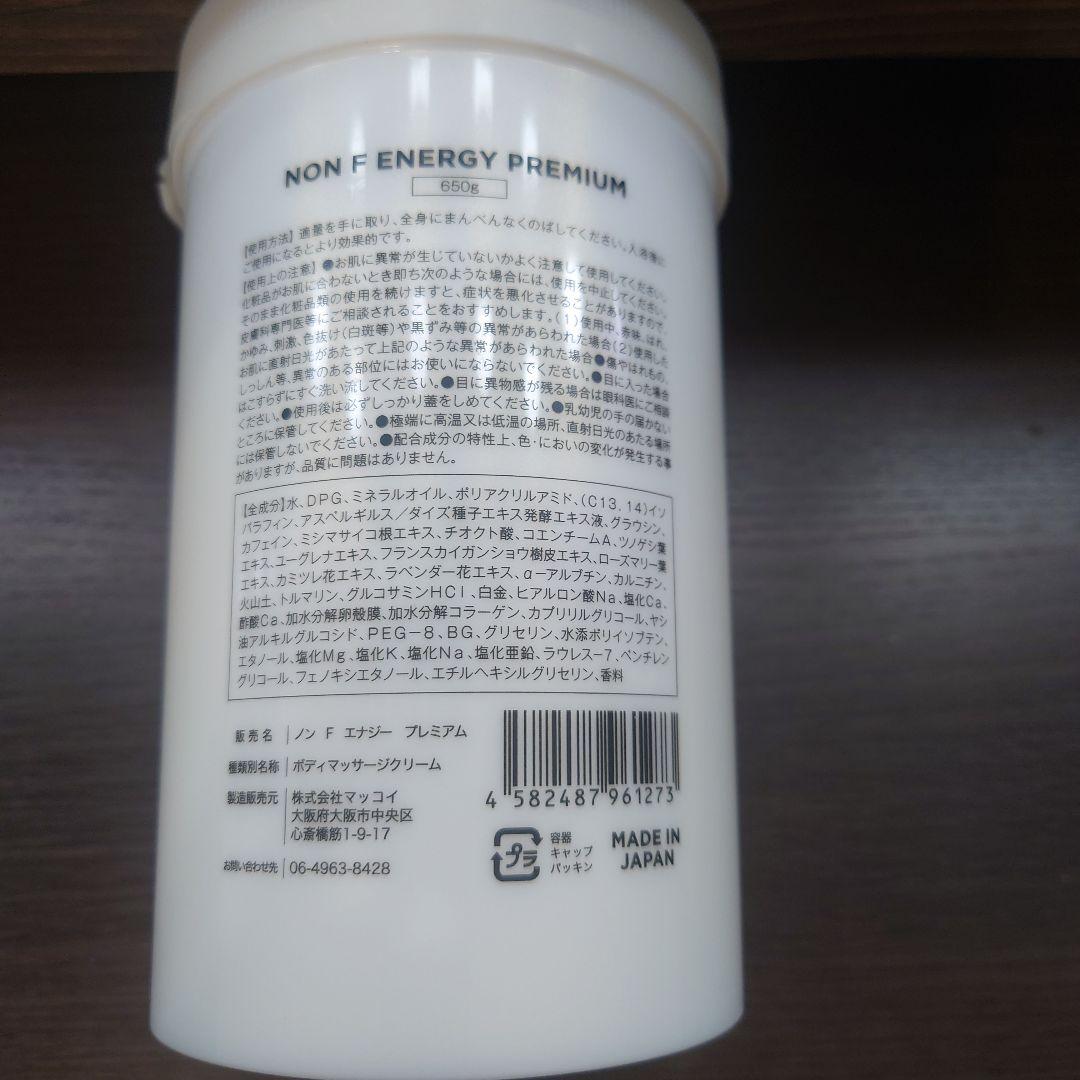 NON F ENERGY PREMIUM
650g
【使用方法】適量を手に取り、全身にまんべんなくのばしてください。入浴後に
ご使用になるとより効果的です。
【使用上の注意】●お肌に異常が生じていないかよく注意して使用してください。
化粧品がお肌に合わないとき即ち次のような場合には、使用を中止してください。
そのまま化粧品類の使用を続けますと、症状を悪化させることがありますので、
皮膚科専門医等にご相談されることをおすすめします。(1)使用中、赤味、はれ、
かゆみ、刺激、色抜け(白斑等)や黒ずみ等の異常があらわれた場合(2)使用した
お肌に直射日光があたって上記のような異常があらわれた場合●傷やはれもの、
しっしん等、異常のある部位にはお使いにならないでください。●目に入った場合
はこすらずにすぐ洗い流してください。●目に異物感が残る場合は眼科医にご相談
ください。●使用後は必ずしっかり蓋をしめてください。●乳幼児の手の届かない
ところに保管してください。●極端に高温又は低温の場所、直射日光のあたる場所
には保管しないでください。●配合成分の特性上、色・においの変化が発生する事
がありますが、品質に問題はありません。
【全成分】水、DPG、ミネラルオイル、ポリアクリルアミド、(C13,14)イソ
パラフィン、アスペルギルス/ダイズ種子エキス発酵エキス液、グラウシン、
カフェイン、ミシマサイコ根エキス、チオクト酸、コエンチームA、ツノゲシ葉
エキス、ユーグレナエキス、フランスカイガンショウ樹皮エキス、ローズマリー葉
エキス、カミツレ花エキス、ラベンダー花エキス、α-アルブチン、カルニチン、
火山土、トルマリン、グルコサミンHCl、白金、ヒアルロン酸Na、塩化Ca、
酢酸Ca、加水分解卵殻膜、加水分解コラーゲン、カプリリルグリコール、ヤシ
油アルキルグルコシド、PEG-8、BG、グリセリン、水添ポリイソブテン、
エタノール、塩化Mg、塩化K、塩化Na、塩化亜鉛、ラウレス-7、ペンチレン
グリコール、フェノキシエタノール、エチルヘキシルグリセリン、香料
販売名 ノン F エナジー プレミアム
種類別名称 ボディマッサージクリーム
製造販売元 株式会社マッコイ
大阪府大阪市中央区
心斎橋筋1-9-17
お問い合わせ先 06-4963-8428
4 582487 961273
プラ
容器
キャップ
パッキン
MADE IN
JAPAN